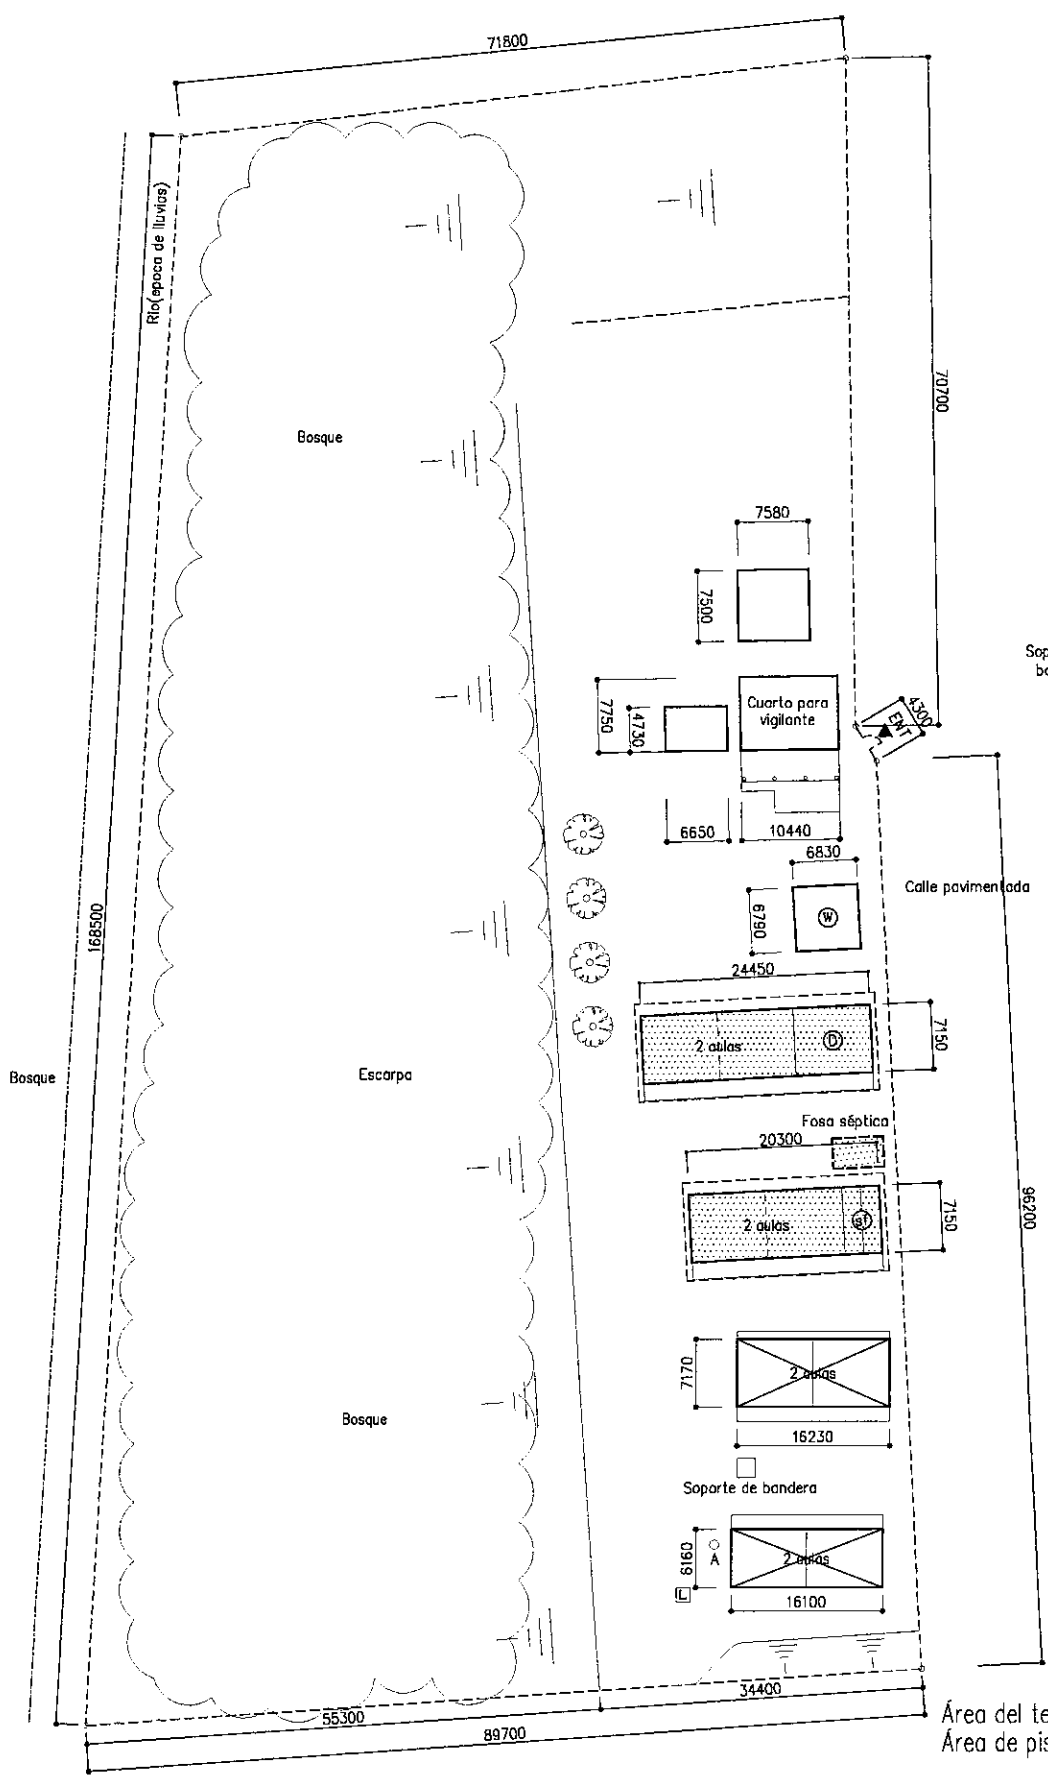 71800
Río(epoca de lluvias)
70700
Bosque
7580
7500
Cuarto para
vigilante
7750
4730
4300
ENT
6650
10440
6830
Calle pavimentada
6790
W
168500
24450
2 aulas
D
7150
Bosque
Escarpa
Fosa séptica
20300
96200
2 aulas
sf
7150
7170
2 aulas
16230
Bosque
Soporte de bandera
6160
A
2 aulas
L
16100
34400
55300
89700
Área del te
Área de pis